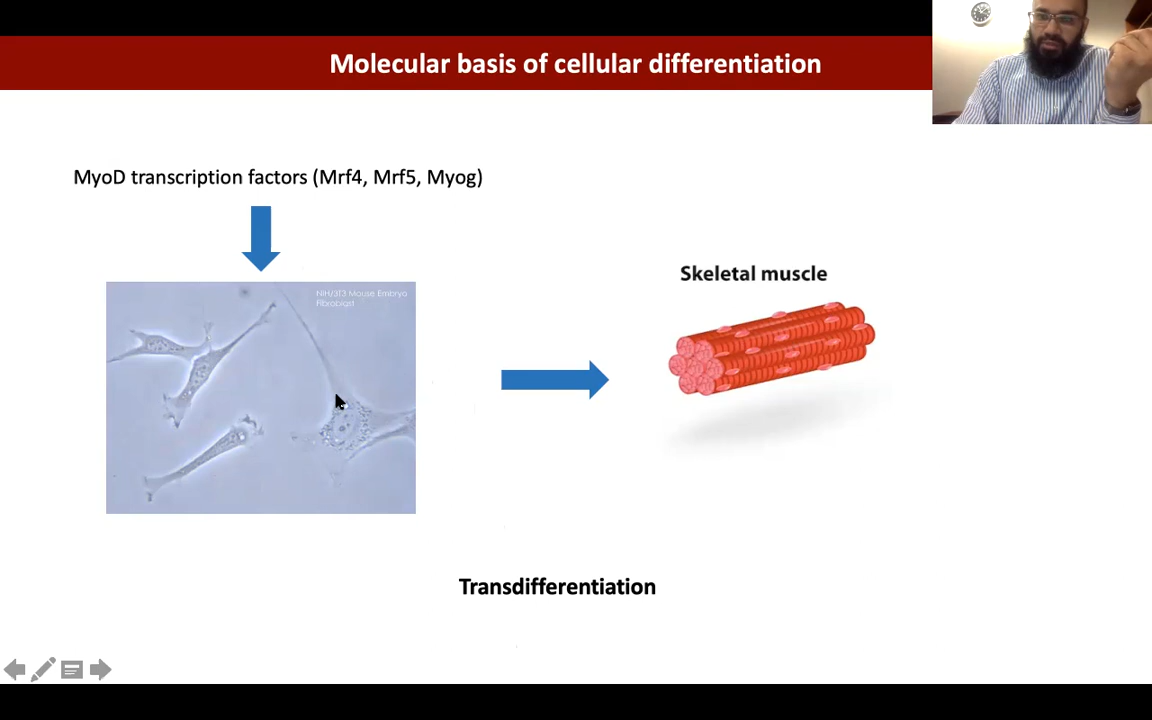 Molecular basis of cellular differentiation
MyoD transcription factors (Mrf4, Mrf5, Myog)
NIH/3T3 Mouse Embryo
Fibroblast
Skeletal muscle
Transdifferentiation